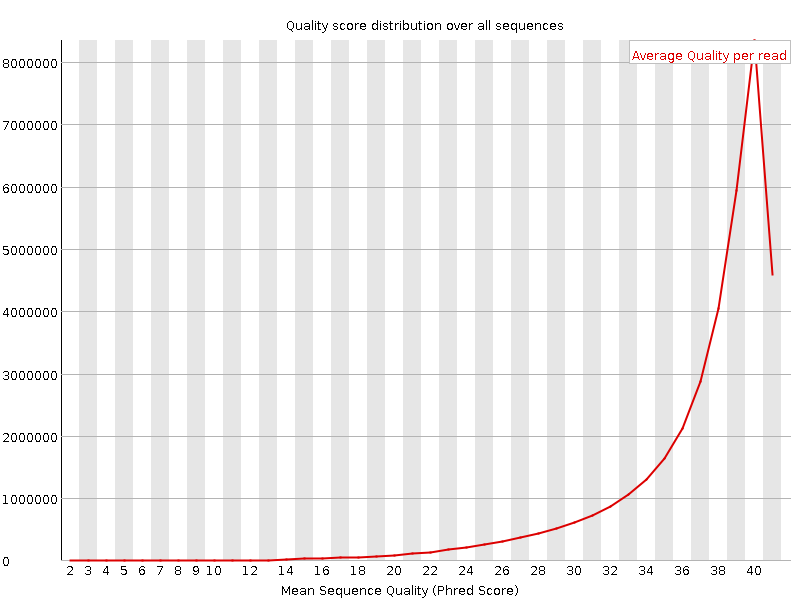 Quality score distribution over all sequences
Average Quality per read
8000000
7000000
6000000
5000000
4000000
3000000
2000000
1000000
0
2 3 4 5 6 7 8 9 10 12 14 16 18 20 22 24 26 28 30 32 34 36 38 40
Mean Sequence Quality (Phred Score)